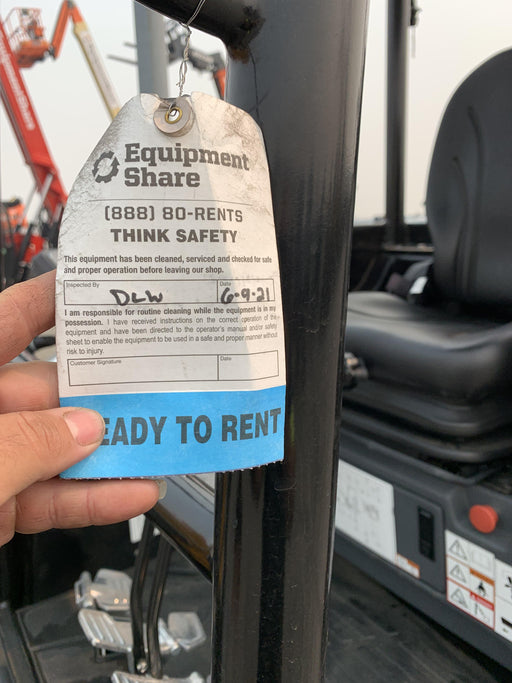 Equipment
Share
(888) 80-RENTS
THINK SAFETY
This equipment has been cleaned, serviced and checked for safe
and proper operation before leaving our shop.
Inspected By
Date
DLW
6-9-21
I am responsible for routine cleaning while the equipment is in my
possession. I have received instructions on the correct operation of the
equipment and have been directed to the operator's manual and/or safety
sheet to enable the equipment to be used in a safe and proper manner without
risk to injury.
Customer Signature
Date
EADY TO RENT